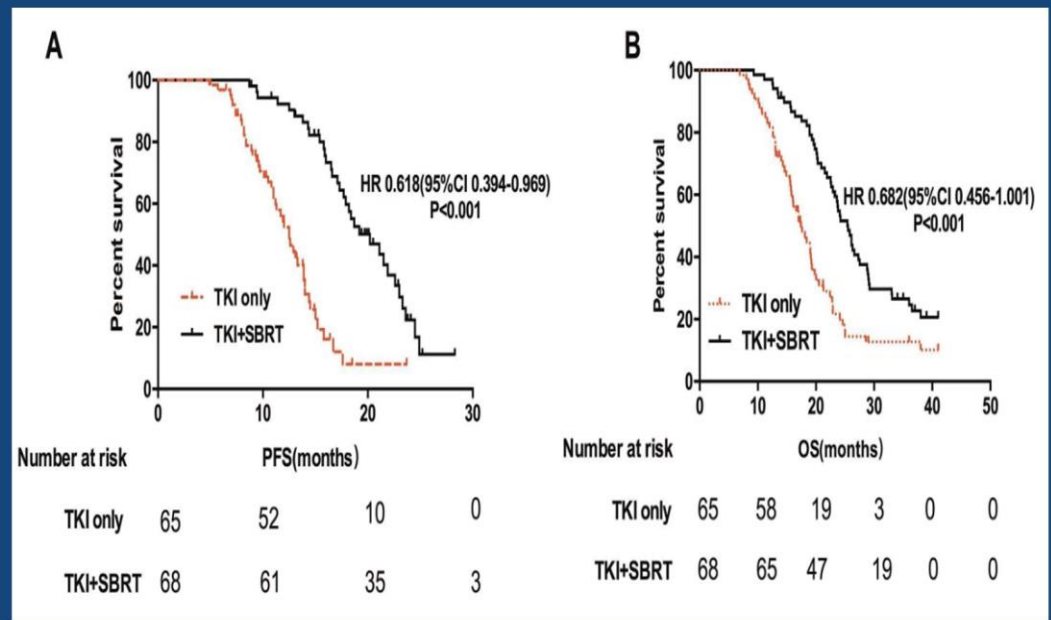 A
100
80
60
40
20
0
Percent survival
HR 0.618(95%CI 0.394-0.969)
P<0.001
TKI only
TKI+SBRT
0 10 20 30
Number at risk PFS(months)
TKI only 65 52 10 0
TKI+SBRT 68 61 35 3
B
100
80
60
40
20
0
Percent survival
HR 0.682(95%CI 0.456-1.001)
P<0.001
TKI only
TKI+SBRT
0 10 20 30 40 50
Number at risk OS(months)
TKI only 65 58 19 3 0 0
TKI+SBRT 68 65 47 19 0 0